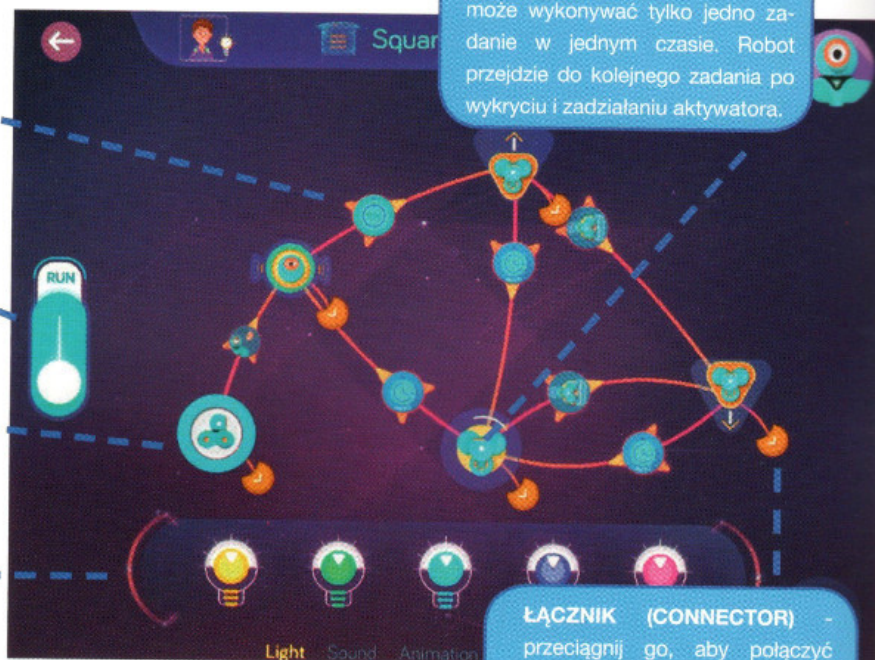 może wykonywać tylko jedno za-
danie w jednym czasie. Robot
przejdzie do kolejnego zadania po
wykryciu i zadziałaniu aktywatora.
Squar
RUN
Light Sound Animation
ŁĄCZNIK (CONNECTOR) -
przeciągnij go, aby połączyć